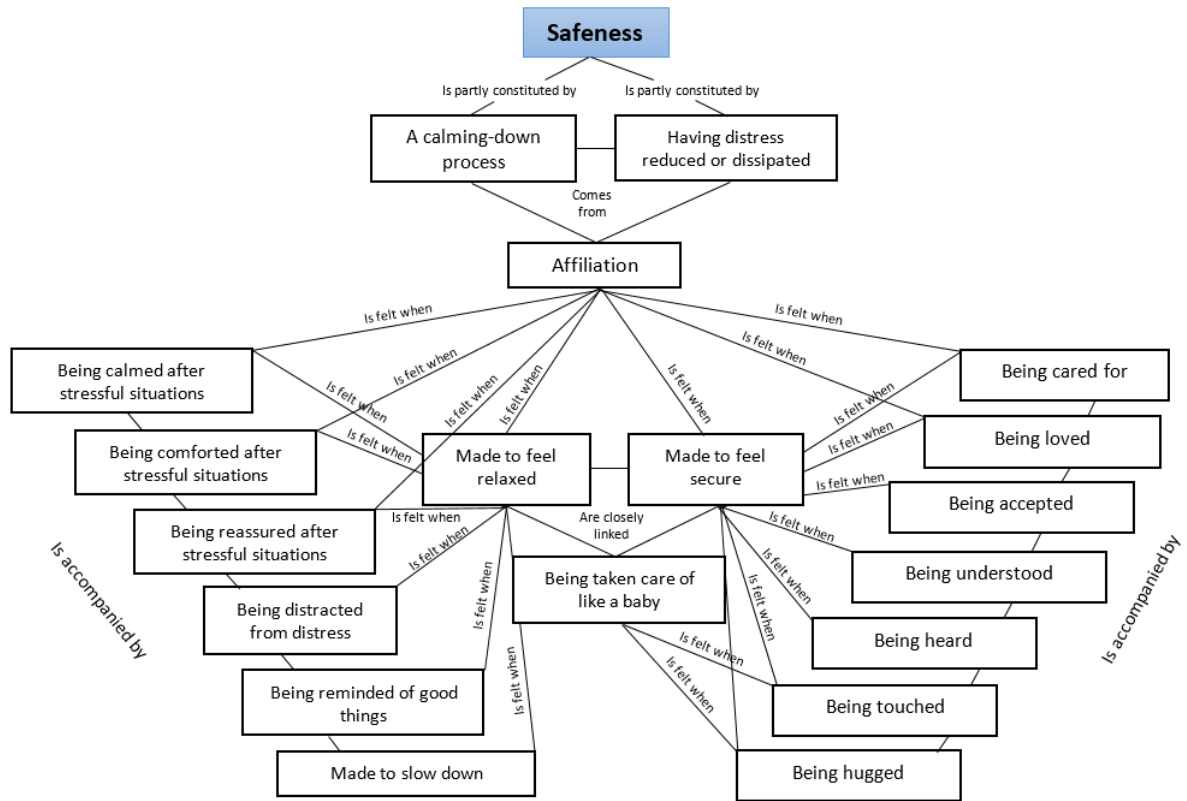 Safeness
Is partly constituted by
Is partly constituted by
A calming-down
process
Having distress
reduced or dissipated
Comes
from
Affiliation
Is felt when
Is felt when
Is felt when
Is felt when
Is felt when
Is felt when
Is felt when
Being calmed after
stressful situations
Being cared for
Is felt when
Is felt when
Being comforted after
stressful situations
Is felt when
Made to feel
relaxed
Made to feel
secure
Is felt when
Being loved
Is felt when
Being accepted
Being reassured after
stressful situations
Is felt when
Are closely
linked
Is felt when
Being understood
Is accompanied by
Is felt when
Being taken care of
like a baby
Is felt when
Is accompanied by
Being distracted
from distress
Is felt when
Is felt when
Is felt when
Is felt when
Being heard
Being reminded of good
things
Is felt when
Is felt when
Being touched
Made to slow down
Being hugged